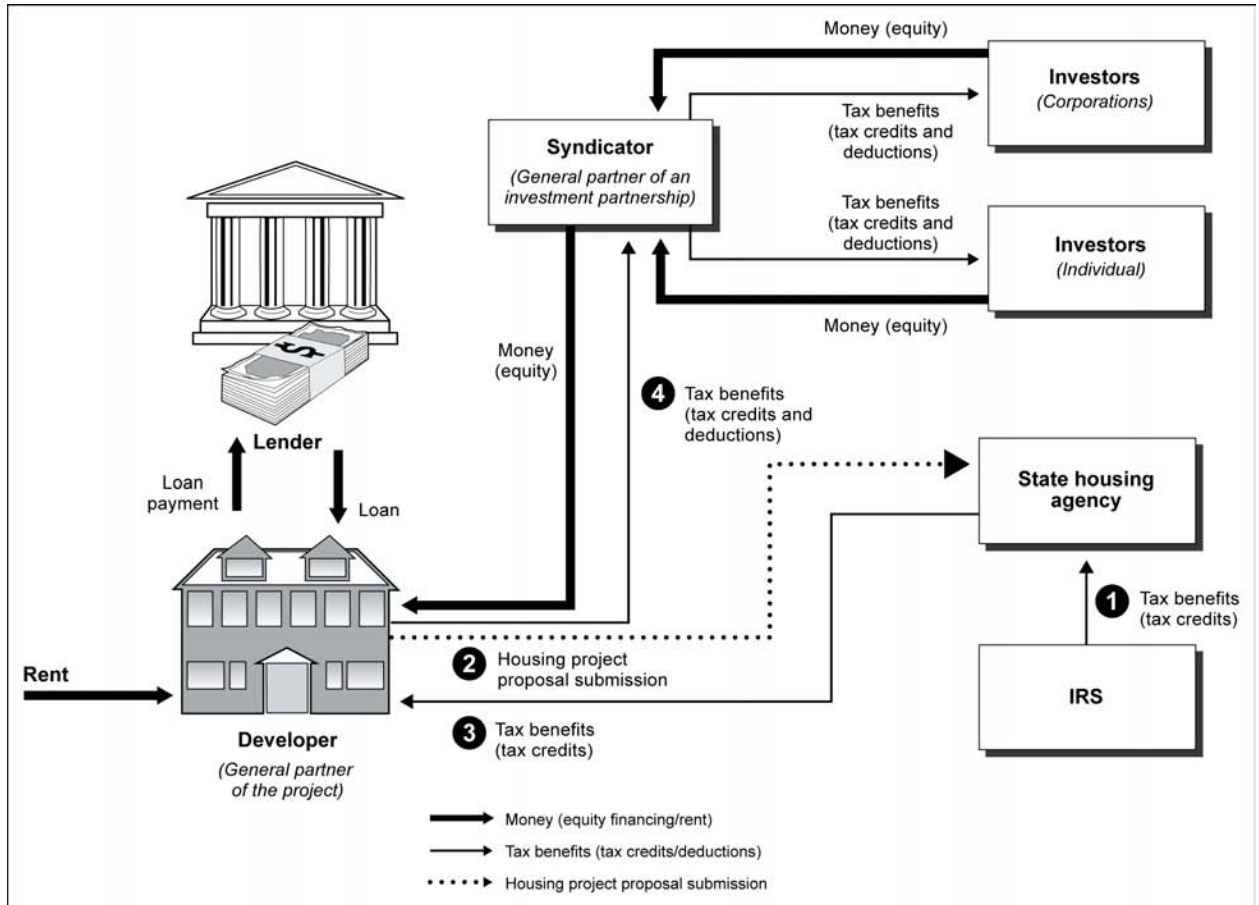 Money (equity)
Investors
(Corporations)
Tax benefits
(tax credits and
deductions)
Syndicator
(General partner of an
investment partnership)
Tax benefits
(tax credits and
deductions)
Investors
(Individual)
Money (equity)
Money
(equity)
4 Tax benefits
(tax credits and
deductions)
$
Lender
Loan
payment
Loan
State housing
agency
1 Tax benefits
(tax credits)
IRS
2 Housing project
proposal submission
Rent
3 Tax benefits
(tax credits)
Developer
(General partner
of the project)
Money (equity financing/rent)
Tax benefits (tax credits/deductions)
Housing project proposal submission